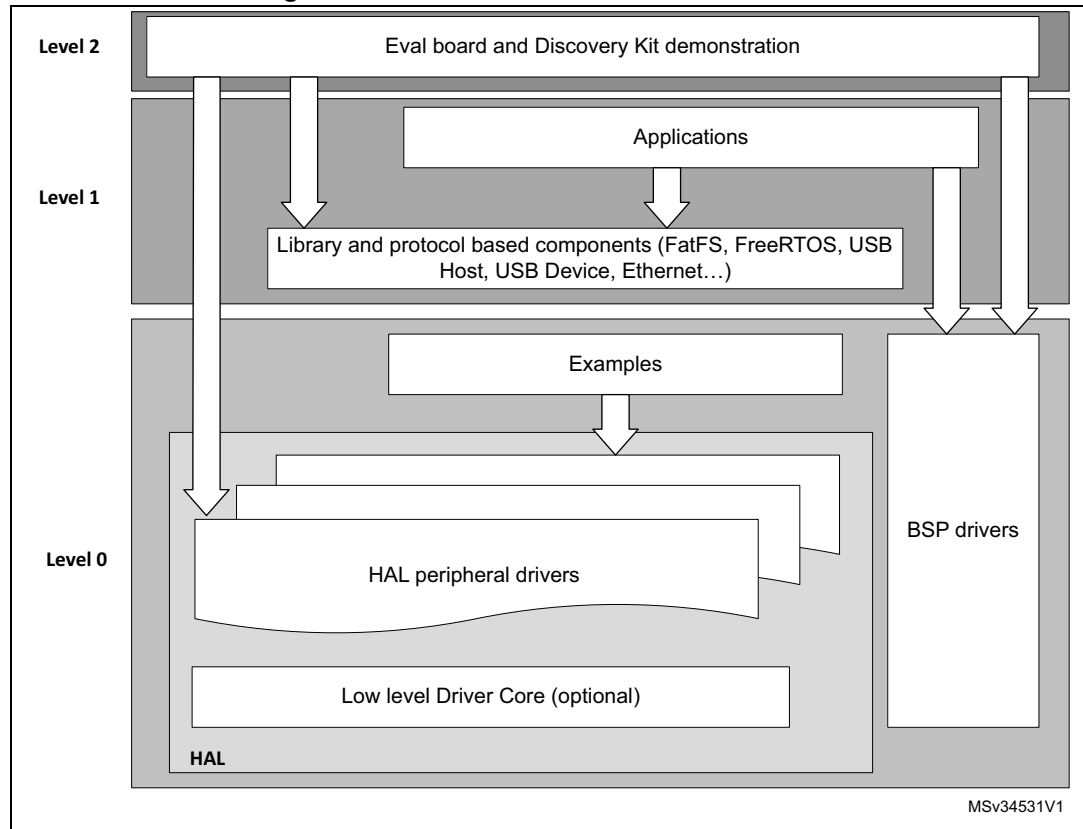 Level 2
Eval board and Discovery Kit demonstration
Applications
Level 1
Library and protocol based components (FatFS, FreeRTOS, USB
Host, USB Device, Ethernet…)
Examples
Level 0
BSP drivers
HAL peripheral drivers
Low level Driver Core (optional)
HAL
MSv34531V1